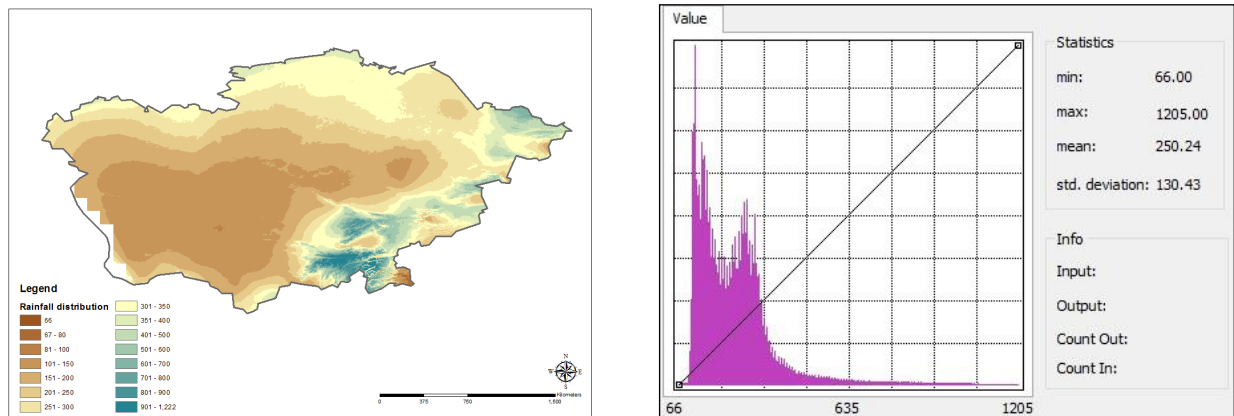 Legend
Rainfall distribution
66
67 - 80
81 - 100
101 - 150
151 - 200
201 - 250
251 - 300
301 - 350
351 - 400
401 - 500
501 - 600
601 - 700
701 - 800
801 - 900
901 - 1,222
N
W E
S
Kilometers
0 375 750 1,500
Value
66 635 1205
Statistics
min: 66.00
max: 1205.00
mean: 250.24
std. deviation: 130.43
Info
Input:
Output:
Count Out:
Count In: